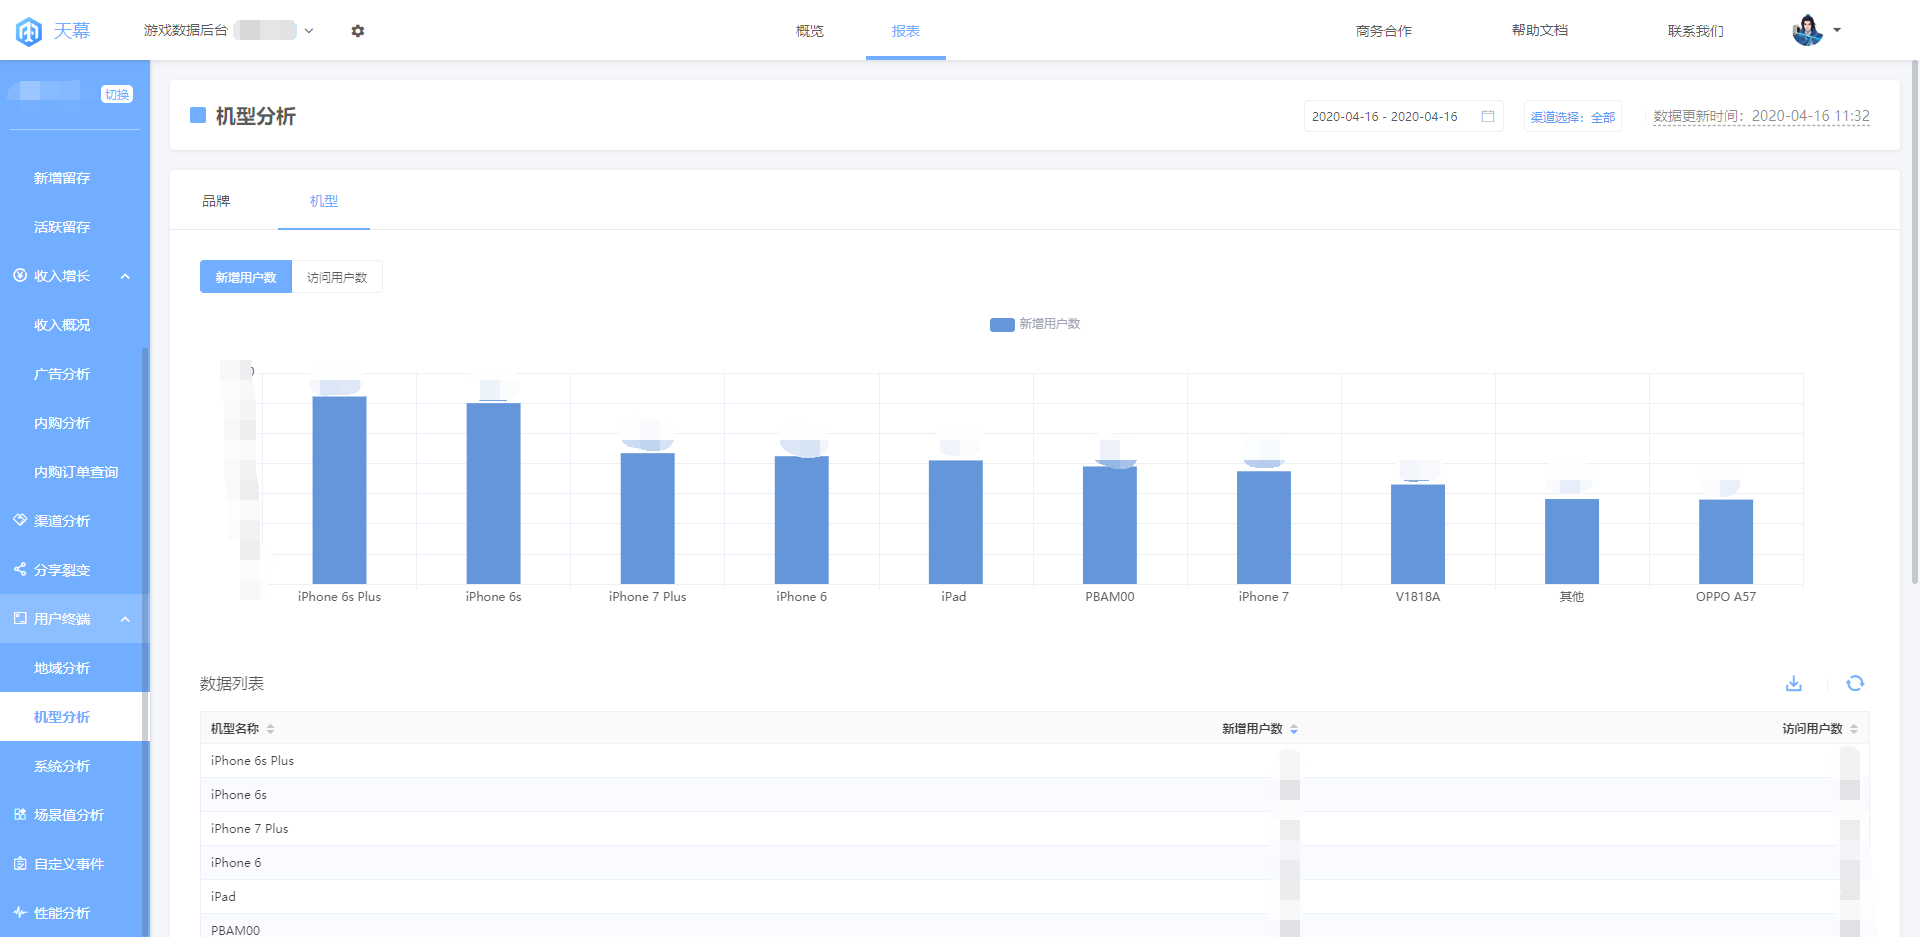 天幕
游戏数据后台
概览
报表
商务合作
帮助文档
联系我们
切换
新增留存
活跃留存
收入增长
收入概况
广告分析
内购分析
内购订单查询
渠道分析
分享裂变
用户终端
地域分析
机型分析
系统分析
场景值分析
自定义事件
性能分析
机型分析
2020-04-16 - 2020-04-16
渠道选择：全部
数据更新时间：2020-04-16 11:32
品牌
机型
新增用户数
访问用户数
新增用户数
iPhone 6s Plus
iPhone 6s
iPhone 7 Plus
iPhone 6
iPad
PBAM00
iPhone 7
V1818A
其他
OPPO A57
数据列表
机型名称
新增用户数
访问用户数
iPhone 6s Plus
iPhone 6s
iPhone 7 Plus
iPhone 6
iPad
PBAM00